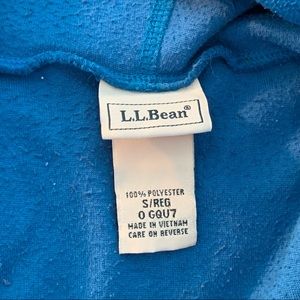 L.L.Bean®
100% POLYESTER
S/REG
0 GQU7
MADE IN VIETNAM
CARE ON REVERSE